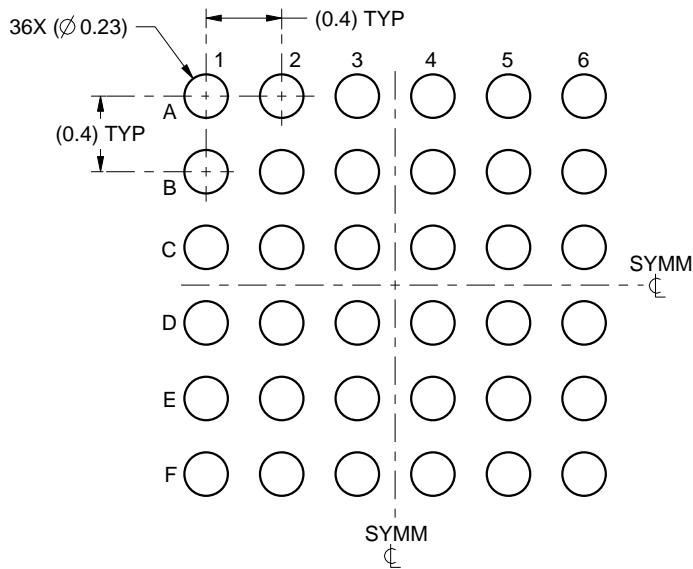 (0.4) TYP
36X (∅ 0.23)
1 2 3 4 5 6
A
(0.4) TYP
B
C
SYMM
℄
D
E
F
SYMM
℄